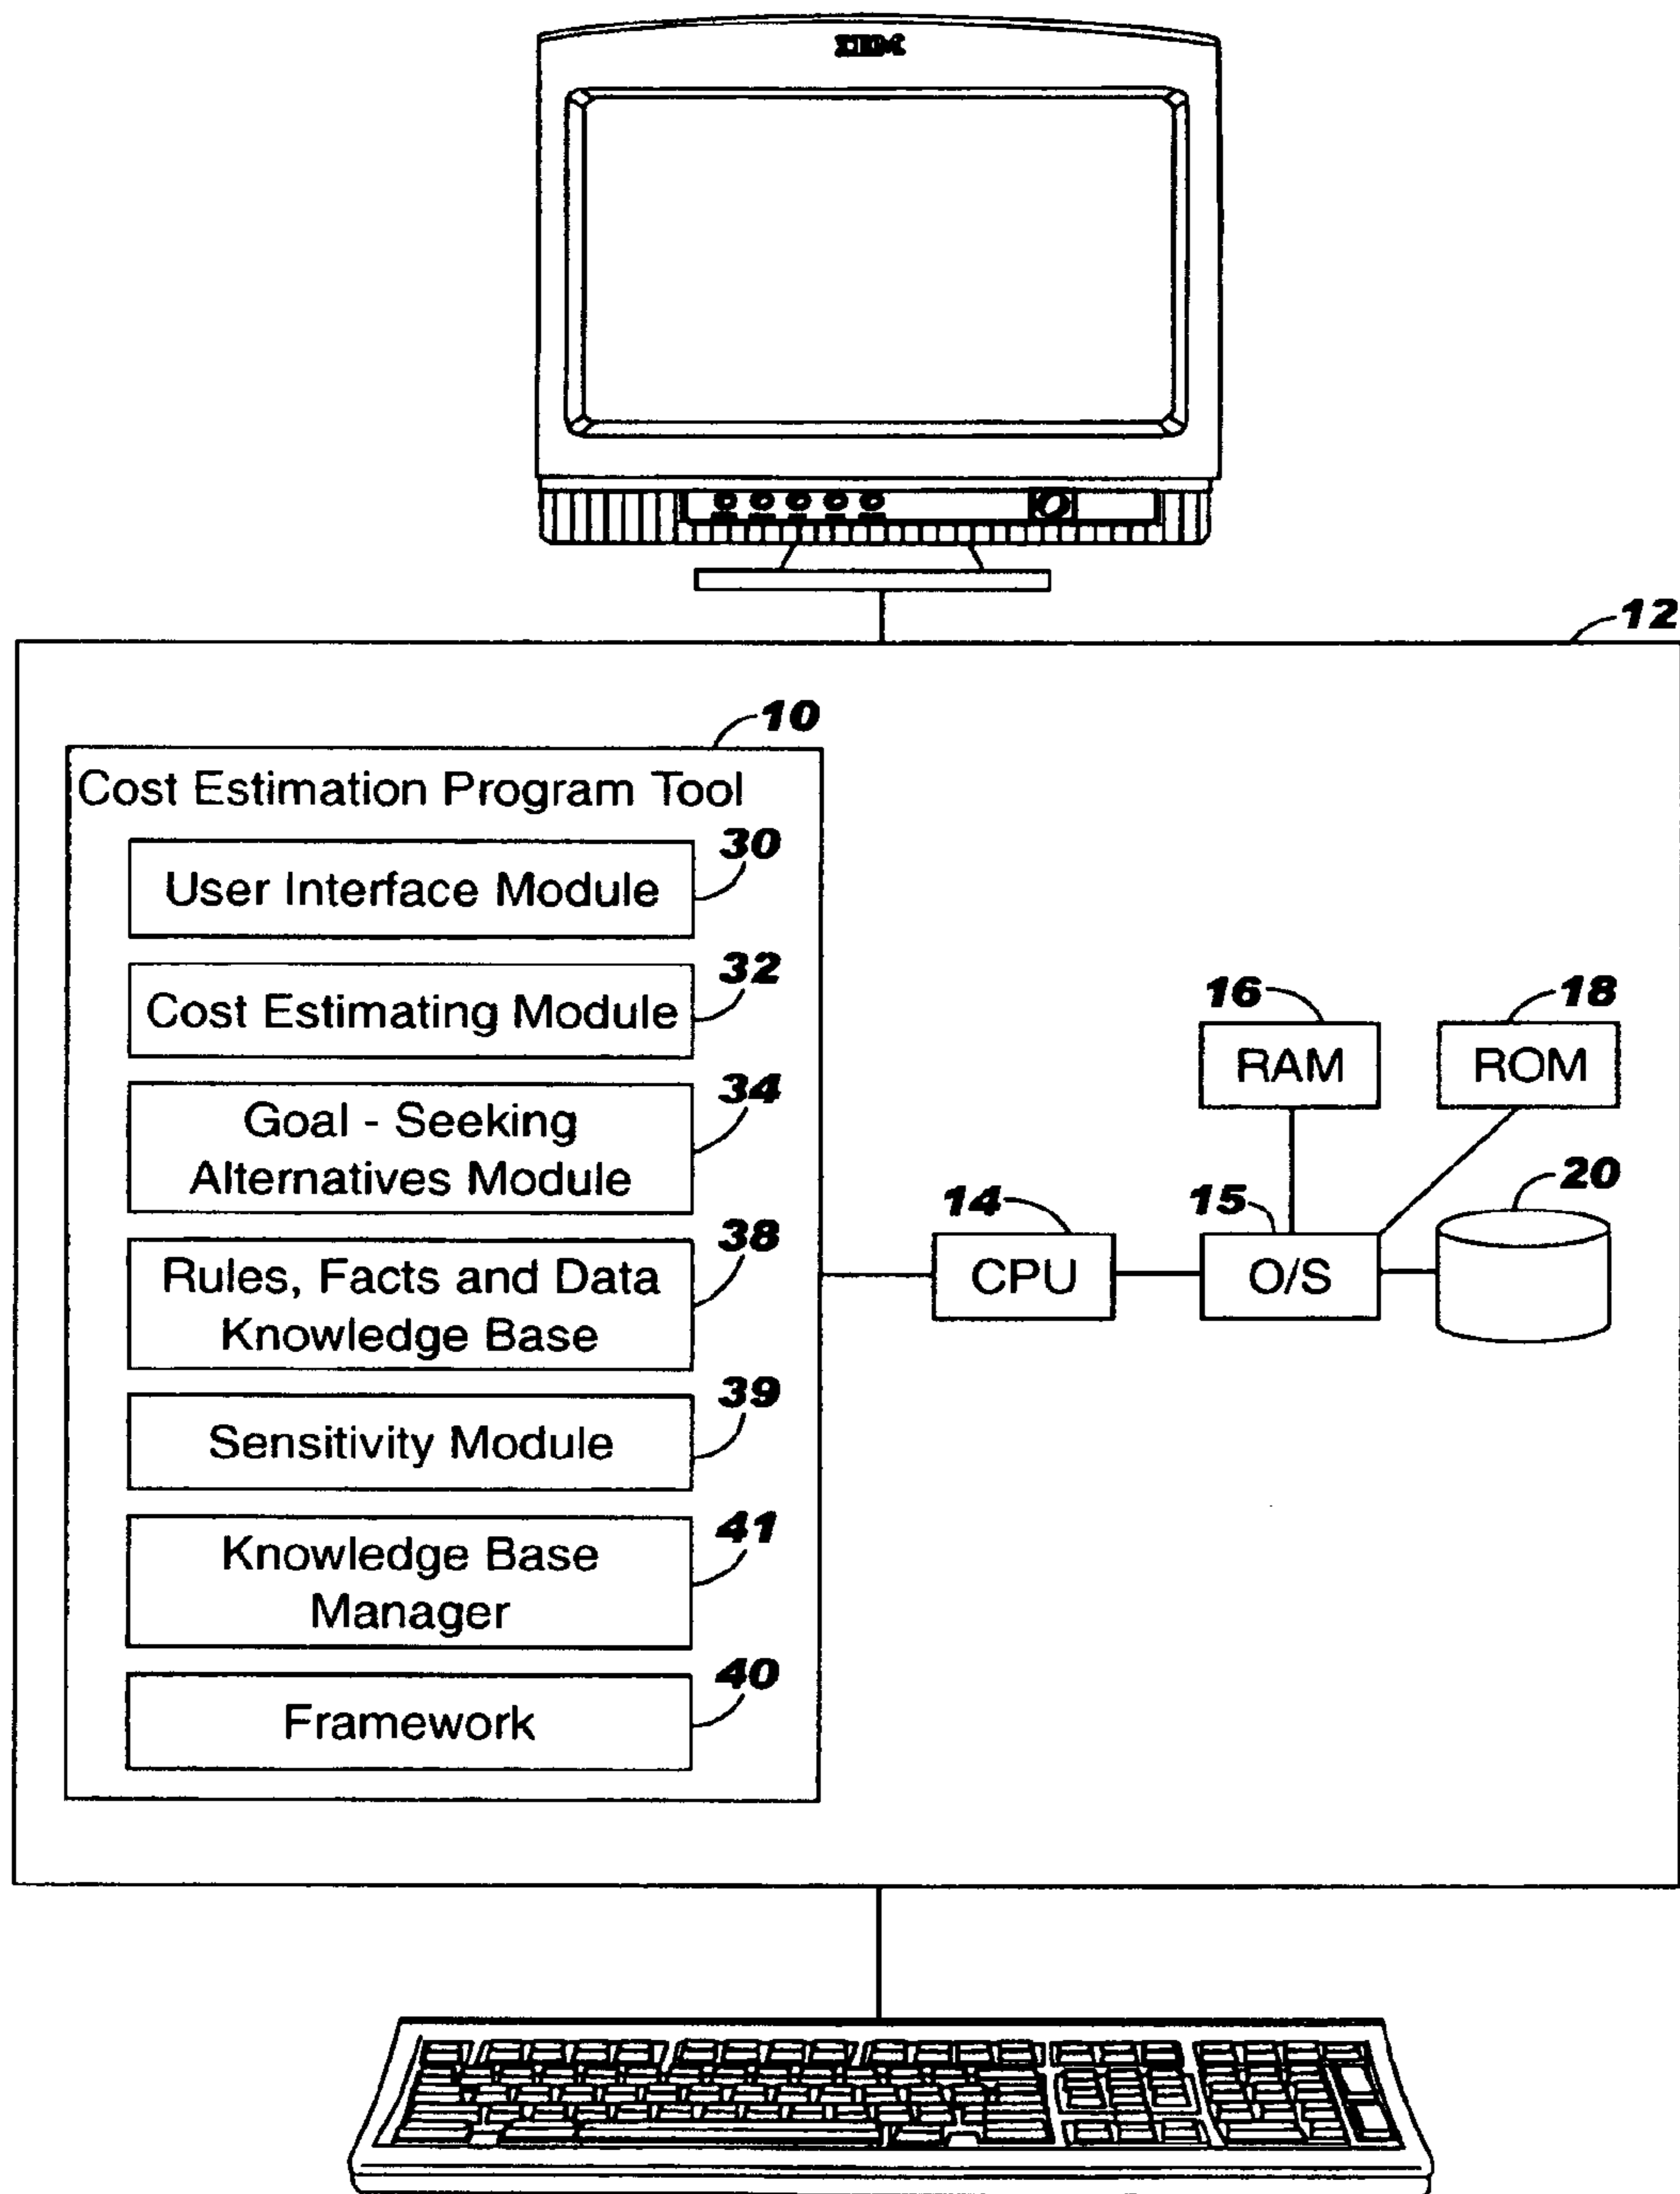 IBM
12
10
Cost Estimation Program Tool
30
User Interface Module
32
Cost Estimating Module
34
Goal - Seeking
Alternatives Module
38
Rules, Facts and Data
Knowledge Base
39
Sensitivity Module
41
Knowledge Base
Manager
40
Framework
16
RAM
18
ROM
14
CPU
15
O/S
20